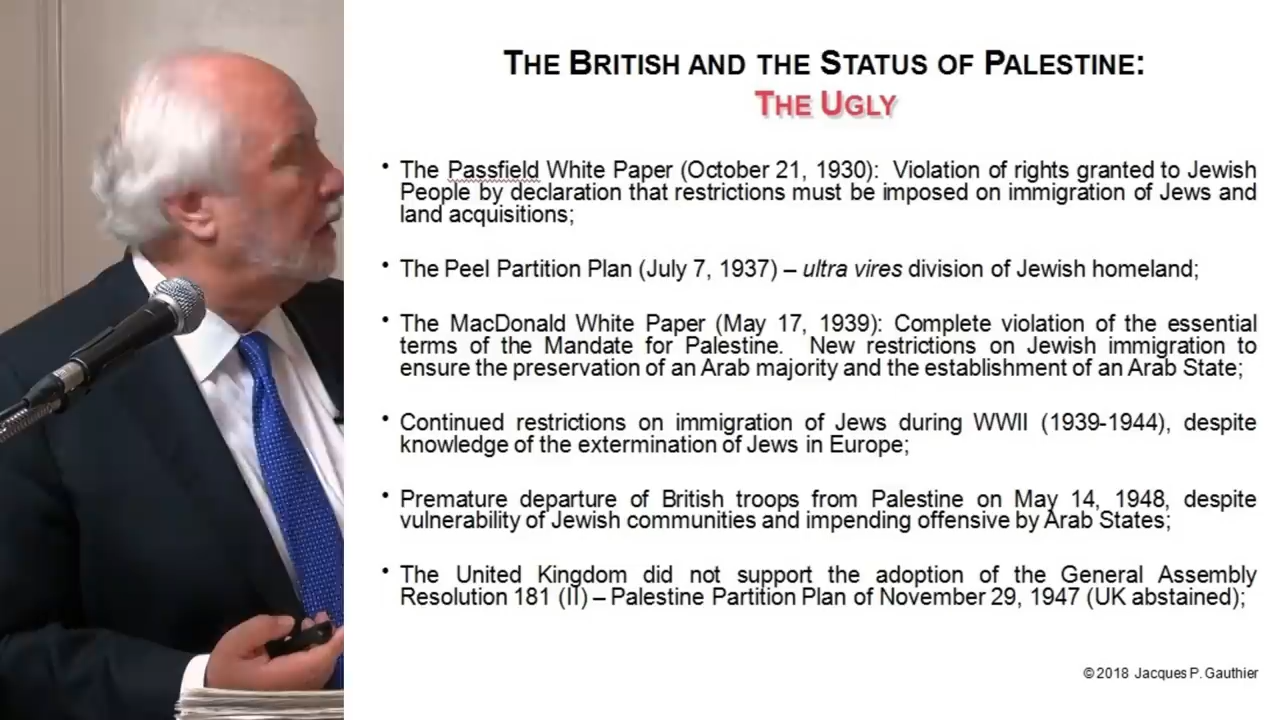 THE BRITISH AND THE STATUS OF PALESTINE:
THE UGLY
• The Passfield White Paper (October 21, 1930): Violation of rights granted to Jewish
People by declaration that restrictions must be imposed on immigration of Jews and
land acquisitions;
• The Peel Partition Plan (July 7, 1937) – ultra vires division of Jewish homeland;
• The MacDonald White Paper (May 17, 1939): Complete violation of the essential
terms of the Mandate for Palestine. New restrictions on Jewish immigration to
ensure the preservation of an Arab majority and the establishment of an Arab State;
• Continued restrictions on immigration of Jews during WWII (1939-1944), despite
knowledge of the extermination of Jews in Europe;
• Premature departure of British troops from Palestine on May 14, 1948, despite
vulnerability of Jewish communities and impending offensive by Arab States;
• The United Kingdom did not support the adoption of the General Assembly
Resolution 181 (II) – Palestine Partition Plan of November 29, 1947 (UK abstained);
© 2018 Jacques P. Gauthier